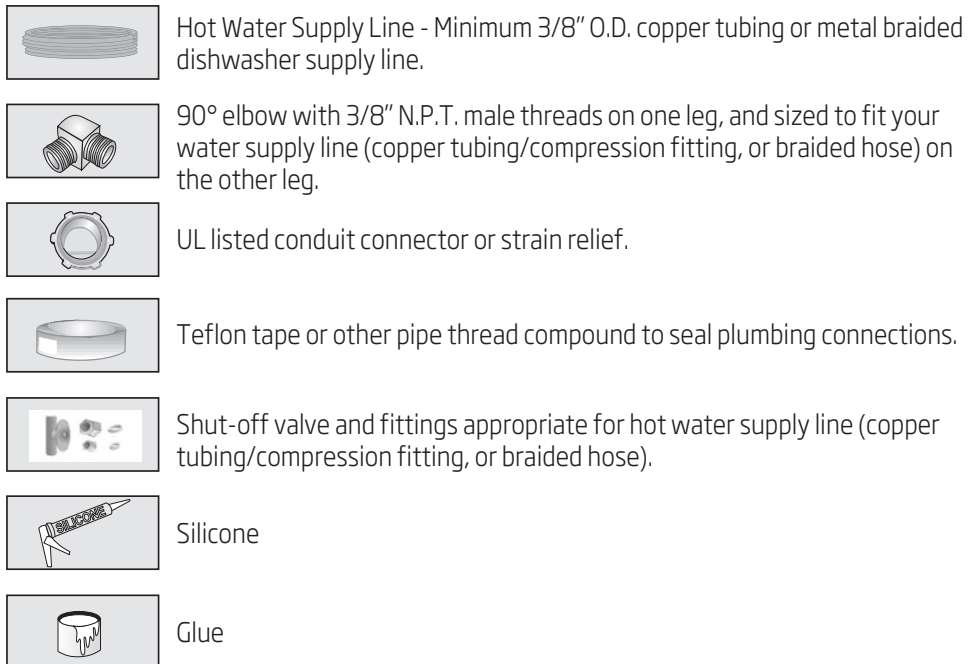 Hot Water Supply Line - Minimum 3/8” O.D. copper tubing or metal braided
dishwasher supply line.
90° elbow with 3/8” N.P.T. male threads on one leg, and sized to fit your
water supply line (copper tubing/compression fitting, or braided hose) on
the other leg.
UL listed conduit connector or strain relief.
Teflon tape or other pipe thread compound to seal plumbing connections.
Shut-off valve and fittings appropriate for hot water supply line (copper
tubing/compression fitting, or braided hose).
SILICONE
Silicone
Glue